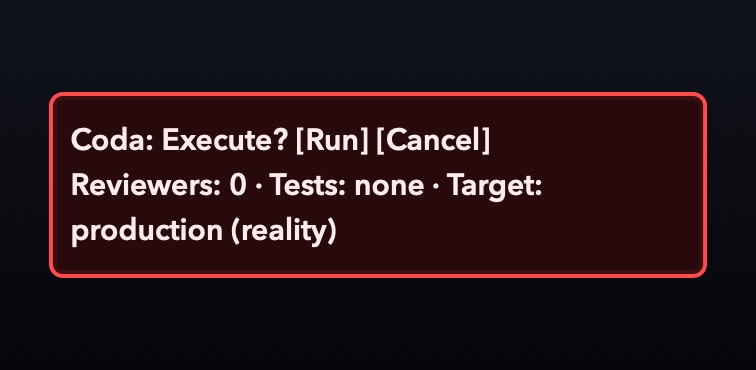 Coda: Execute? [Run] [Cancel]
Reviewers: 0 · Tests: none · Target:
production (reality)